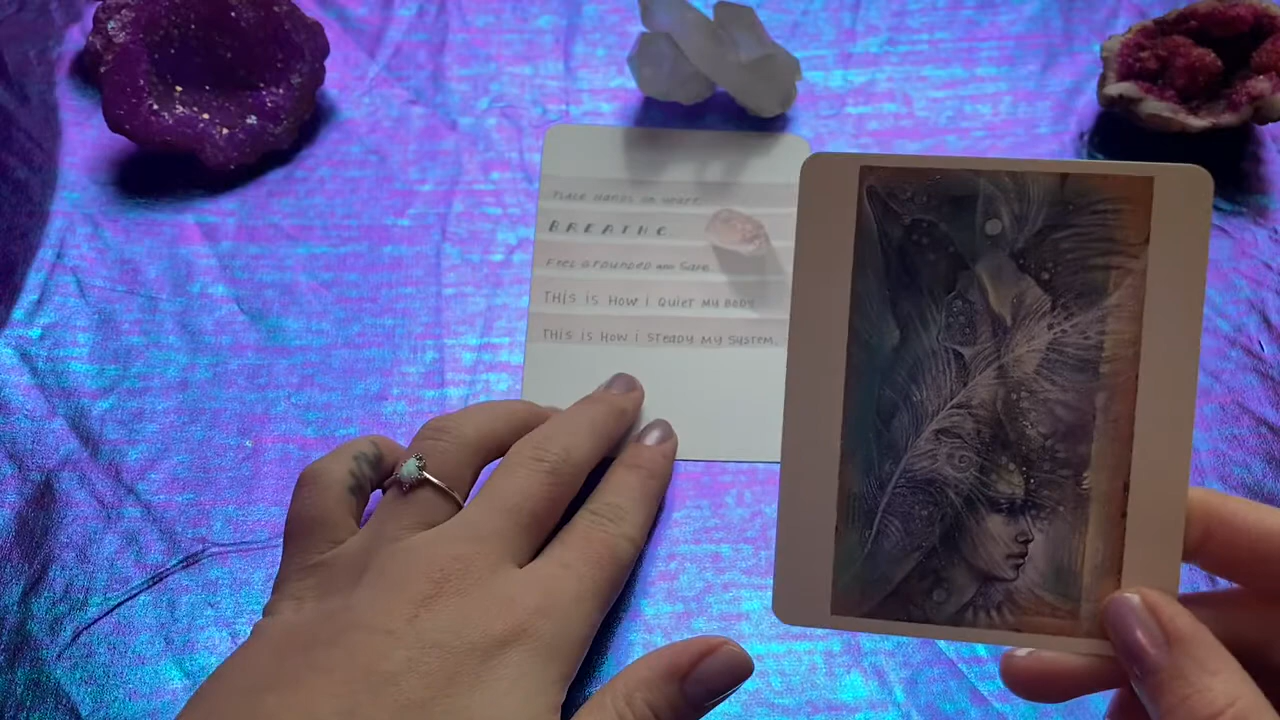 PLACE HANDS ON HEART.
BREATHE
FEEL GROUNDED AND SAFE.
THIS IS HOW I QUIET MY BODY
THIS IS HOW I STEADY MY SYSTEM.